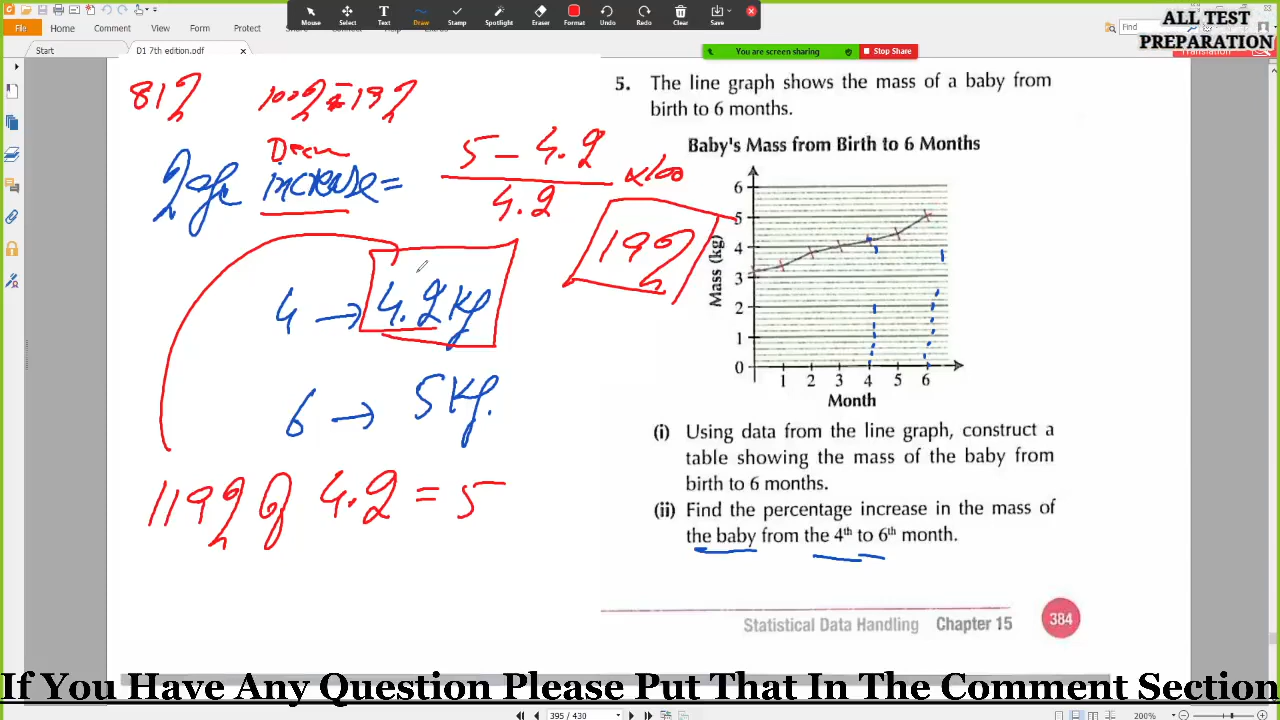 Mouse Select Text Draw Stamp Spotlight Eraser Format Undo Redo Clear Save
ALL TEST
PREPARATION
File Home Comment View Form Protect
Find
Start D1 7th edition.pdf
You are screen sharing Stop Share
81%
100%
19%
Decre
%age increase = 5 - 4.2 / 4.2 x100
19%
4 → 4.2 kg
6 → 5 kg.
119% of 4.2 = 5
5. The line graph shows the mass of a baby from
birth to 6 months.
Baby's Mass from Birth to 6 Months
Mass (kg)
6
5
4
3
2
1
0
1 2 3 4 5 6
Month
(i) Using data from the line graph, construct a
table showing the mass of the baby from
birth to 6 months.
(ii) Find the percentage increase in the mass of
the baby from the 4th to 6th month.
Statistical Data Handling Chapter 15 384
If You Have Any Question Please Put That In The Comment Section
395 / 430
200%